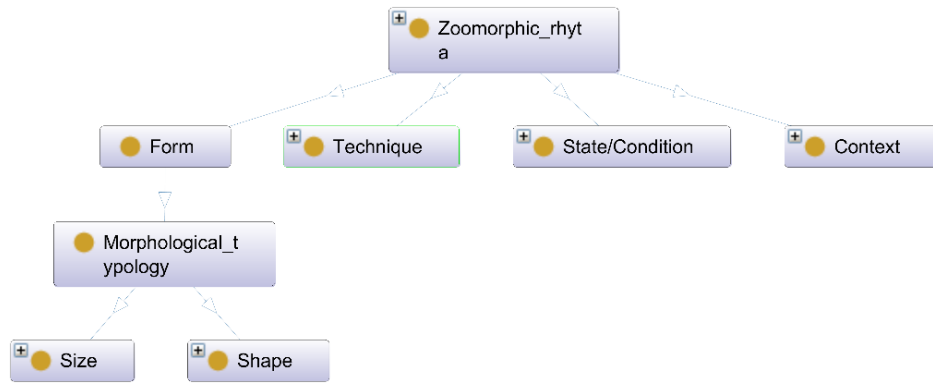 Zoomorphic_rhyt
a
Form
Technique
State/Condition
Context
Morphological_t
ypology
Size
Shape